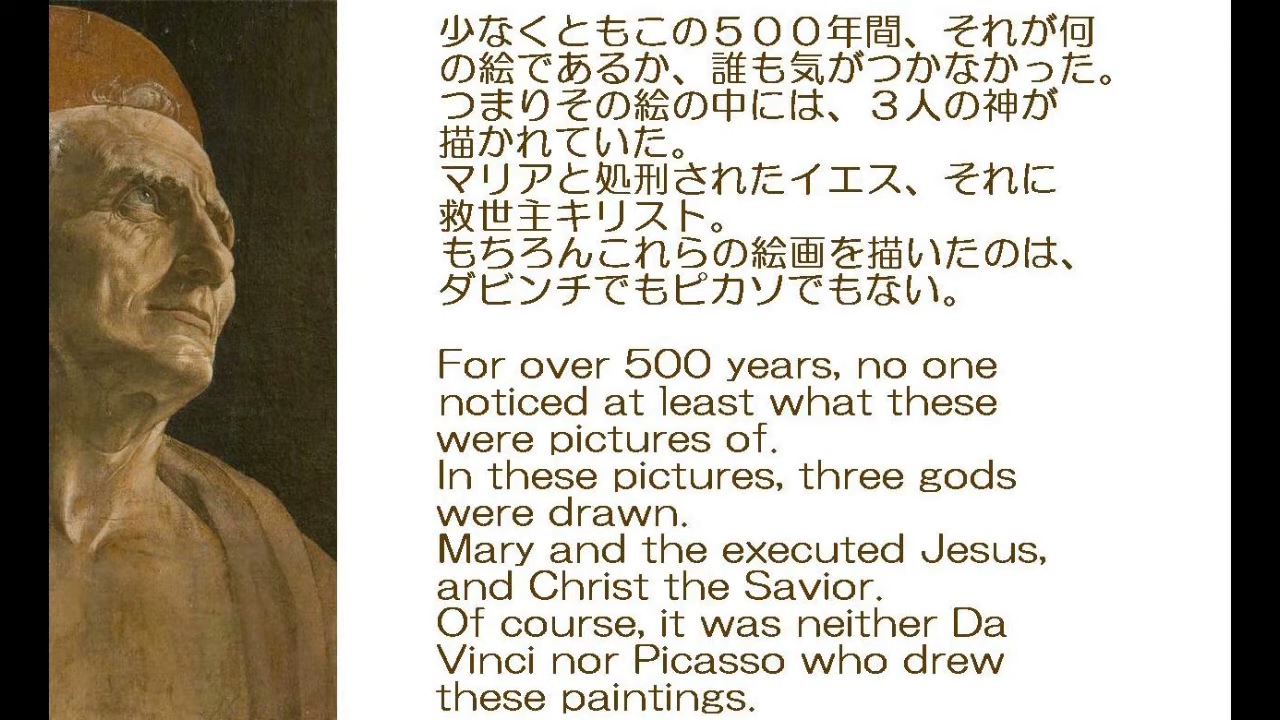 少なくともこの５００年間、それが何
の絵であるか、誰も気がつかなかった。
つまりその絵の中には、３人の神が
描かれていた。
マリアと処刑されたイエス、それに
救世主キリスト。
もちろんこれらの絵画を描いたのは、
ダビンチでもピカソでもない。
For over 500 years, no one
noticed at least what these
were pictures of.
In these pictures, three gods
were drawn.
Mary and the executed Jesus,
and Christ the Savior.
Of course, it was neither Da
Vinci nor Picasso who drew
these paintings.